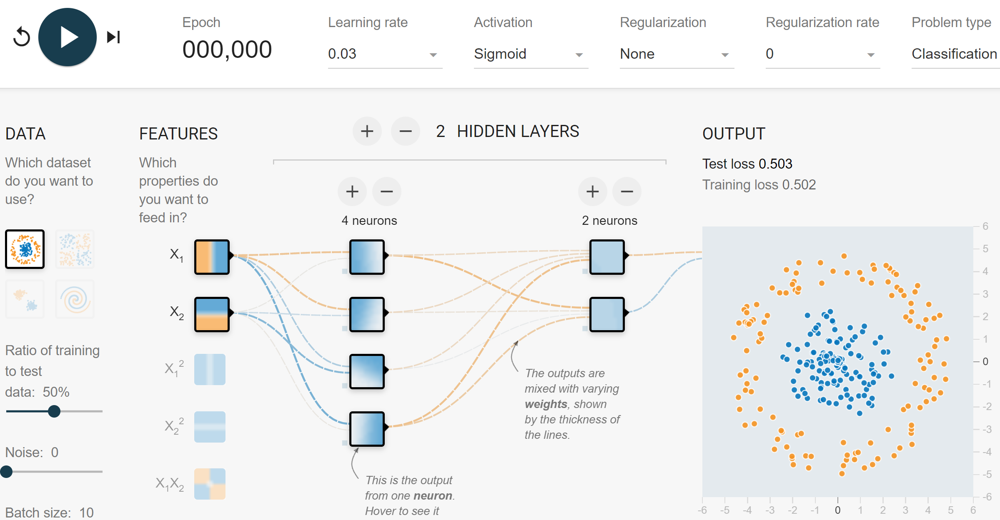 Epoch
000,000
Learning rate
0.03
Activation
Sigmoid
Regularization
None
Regularization rate
0
Problem type
Classification
DATA
Which dataset
do you want to
use?
Ratio of training
to test
data: 50%
Noise: 0
Batch size: 10
FEATURES
Which
properties do
you want to
feed in?
X1
X2
X1 2
X2 2
X1X2
2 HIDDEN LAYERS
4 neurons
2 neurons
The outputs are
mixed with varying
weights, shown
by the thickness of
the lines.
This is the output
from one neuron.
Hover to see it
OUTPUT
Test loss 0.503
Training loss 0.502
6
5
4
3
2
1
0
-1
-2
-3
-4
-5
-6
-6 -5 -4 -3 -2 -1 0 1 2 3 4 5 6